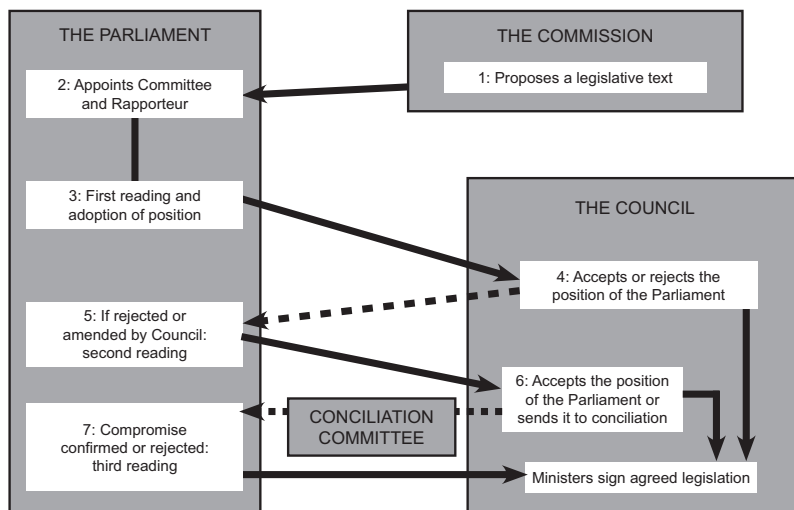 THE PARLIAMENT
2: Appoints Committee
and Rapporteur
3: First reading and
adoption of position
5: If rejected or
amended by Council:
second reading
7: Compromise
confirmed or rejected:
third reading
THE COMMISSION
1: Proposes a legislative text
THE COUNCIL
4: Accepts or rejects the
position of the Parliament
6: Accepts the position
of the Parliament or
sends it to conciliation
Ministers sign agreed legislation
CONCILIATION
COMMITTEE